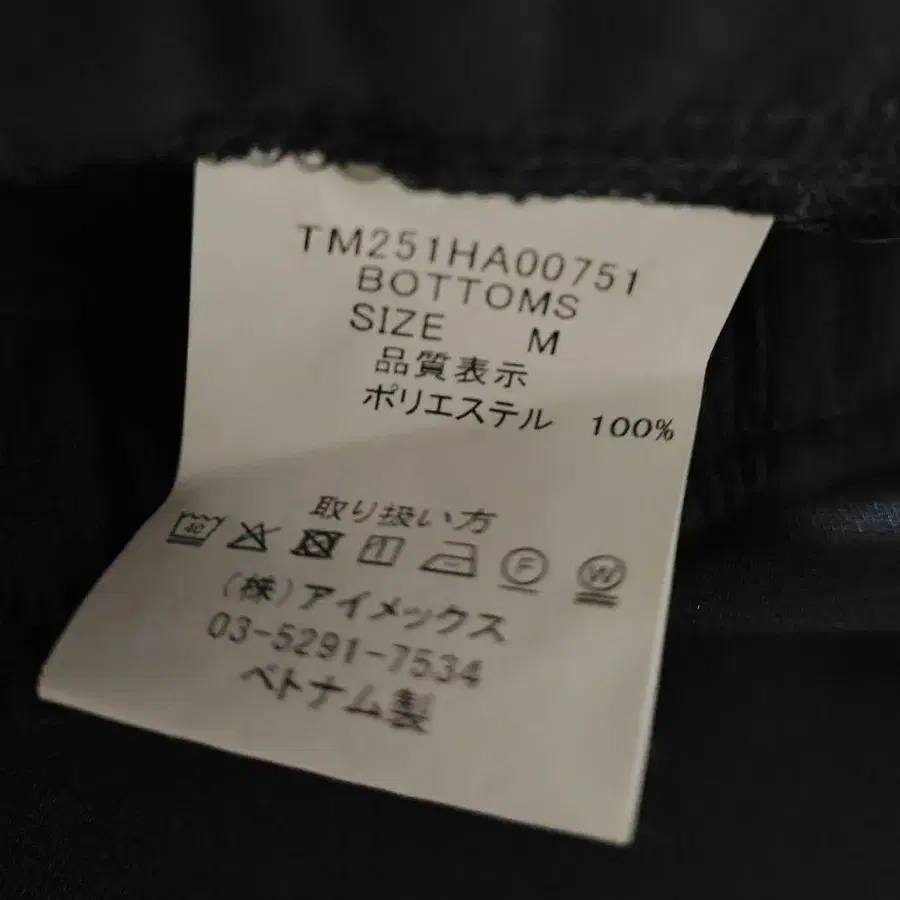 TM251HA00751
BOTTOMS
SIZE M
品質表示
ポリエステル 100%
取り扱い方
40 F W
(株)アイメックス
03-5291-7534
ベトナム製